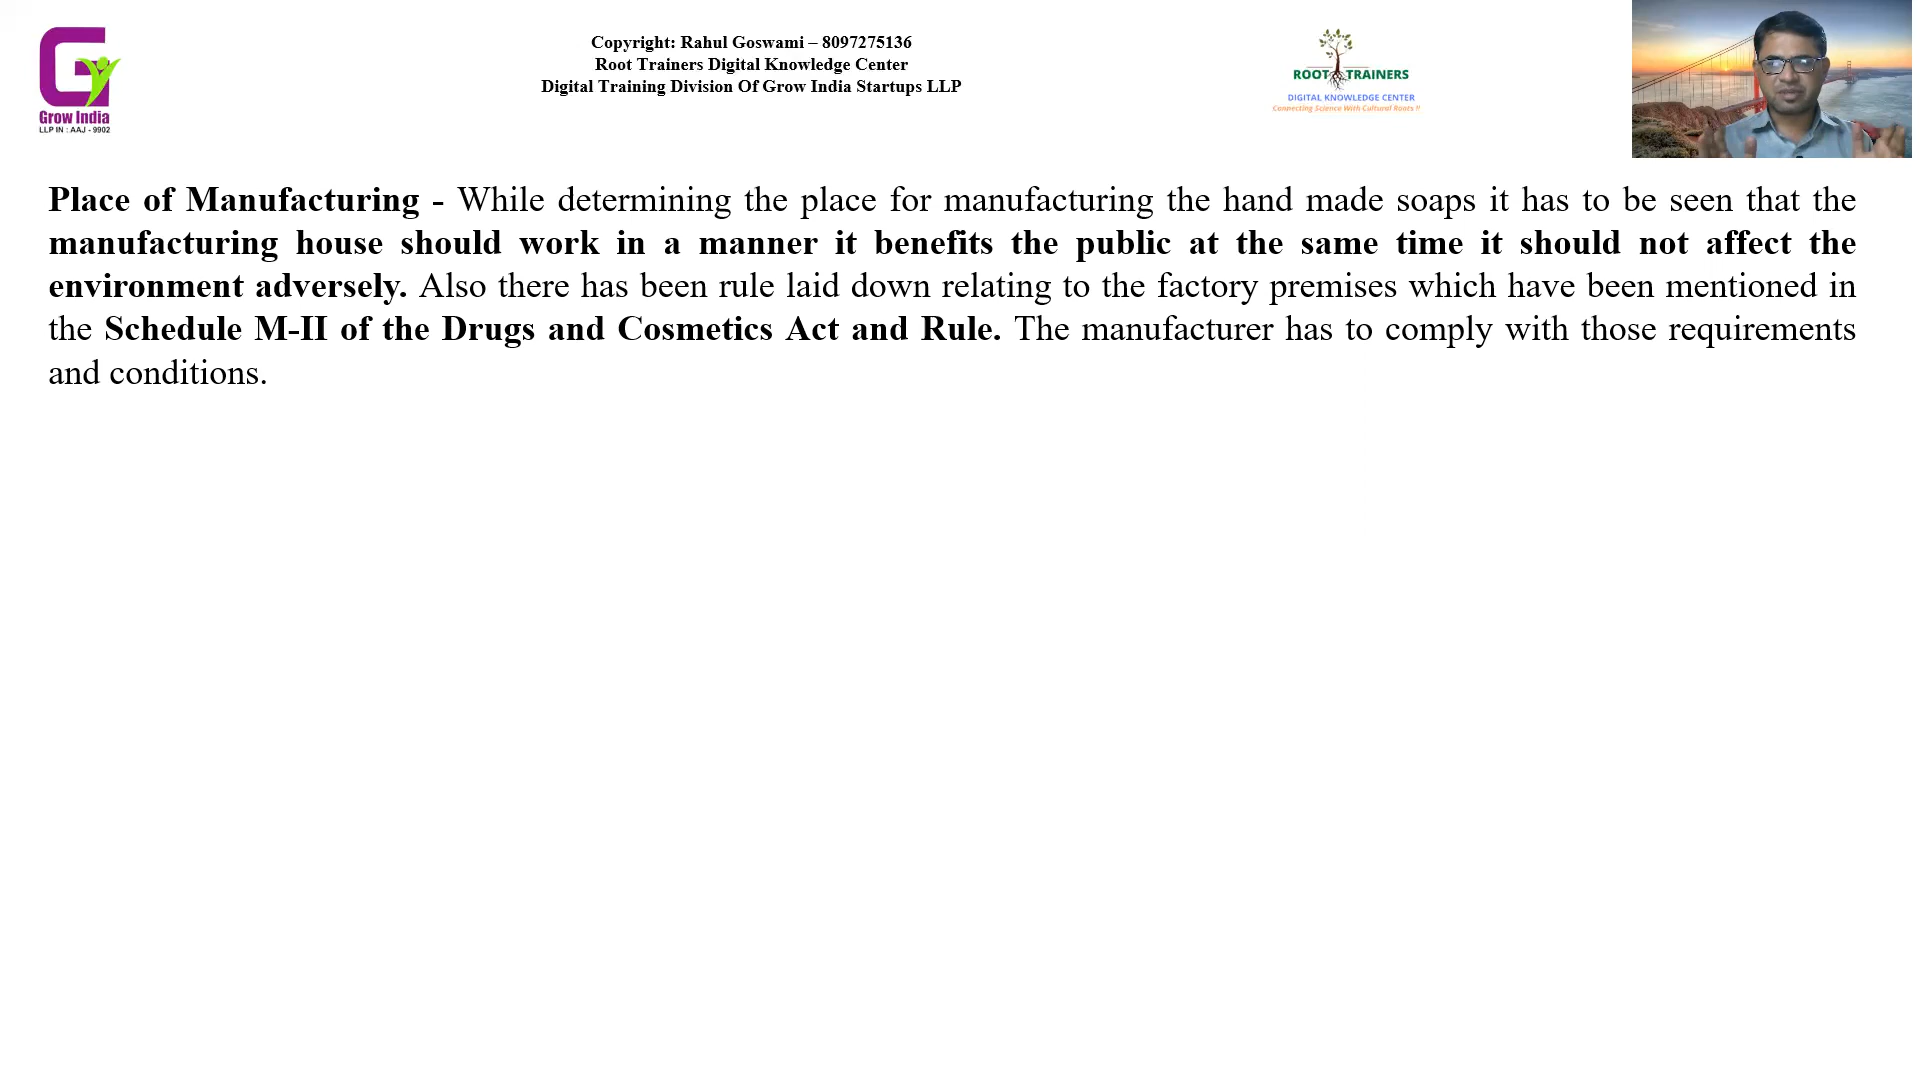 Grow India
LLP IN : AAJ - 9902
Copyright: Rahul Goswami – 8097275136
Root Trainers Digital Knowledge Center
Digital Training Division Of Grow India Startups LLP
ROOT TRAINERS
DIGITAL KNOWLEDGE CENTER
Connecting Science With Cultural Roots !!
Place of Manufacturing - While determining the place for manufacturing the hand made soaps it has to be seen that the
manufacturing house should work in a manner it benefits the public at the same time it should not affect the
environment adversely. Also there has been rule laid down relating to the factory premises which have been mentioned in
the Schedule M-II of the Drugs and Cosmetics Act and Rule. The manufacturer has to comply with those requirements
and conditions.